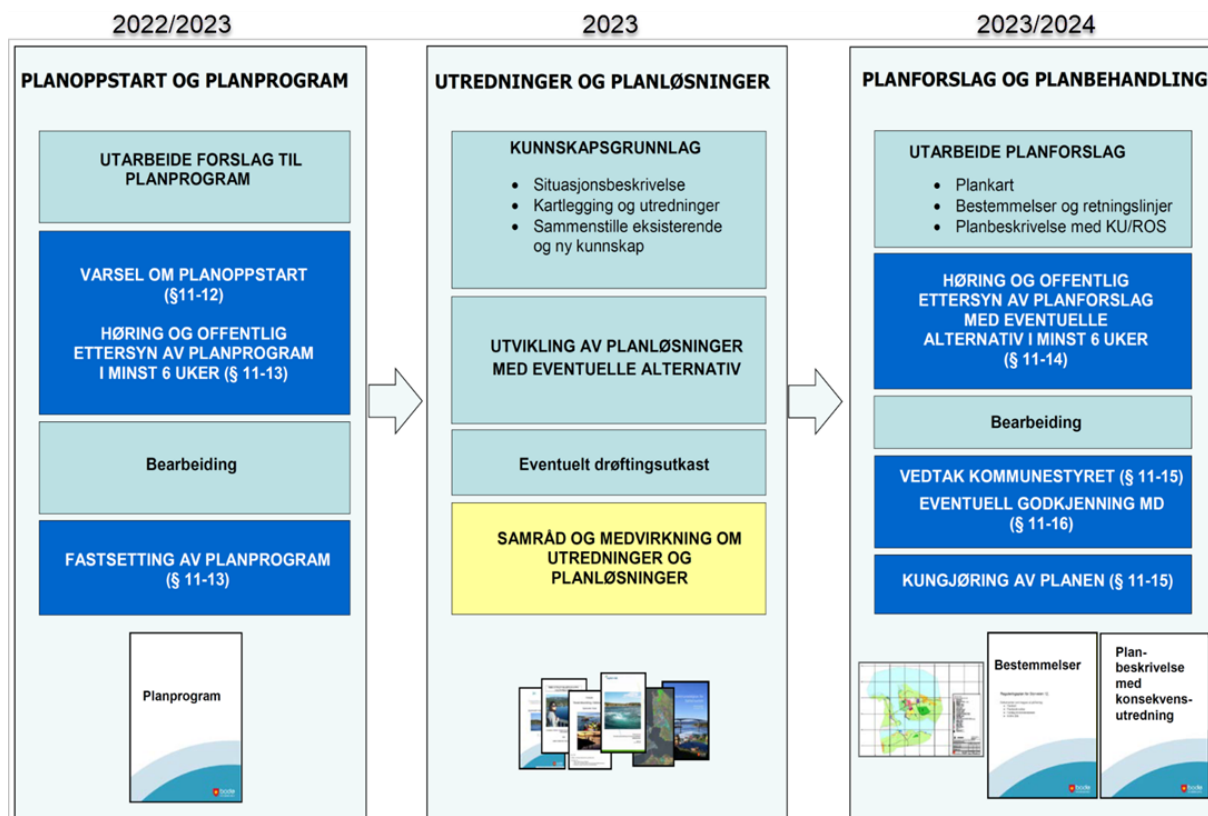 2022/2023
PLANOPPSTART OG PLANPROGRAM
UTARBEIDE FORSLAG TIL
PLANPROGRAM
VARSEL OM PLANOPPSTART
(§11-12)
HØRING OG OFFENTLIG
ETTERSYN AV PLANPROGRAM
I MINST 6 UKER (§ 11-13)
Bearbeiding
FASTSETTING AV PLANPROGRAM
(§ 11-13)
Planprogram
bodø
2023
UTREDNINGER OG PLANLØSNINGER
KUNNSKAPSGRUNNLAG
• Situasjonsbeskrivelse
• Kartlegging og utredninger
• Sammenstille eksisterende
og ny kunnskap
UTVIKLING AV PLANLØSNINGER
MED EVENTUELLE ALTERNATIV
Eventuelt drøftingsutkast
SAMRÅD OG MEDVIRKNING OM
UTREDNINGER OG
PLANLØSNINGER
2023/2024
PLANFORSLAG OG PLANBEHANDLING
UTARBEIDE PLANFORSLAG
• Plankart
• Bestemmelser og retningslinjer
• Planbeskrivelse med KU/ROS
HØRING OG OFFENTLIG
ETTERSYN AV PLANFORSLAG
MED EVENTUELLE
ALTERNATIV I MINST 6 UKER
(§ 11-14)
Bearbeiding
VEDTAK KOMMUNESTYRET (§ 11-15)
EVENTUELL GODKJENNING MD
(§ 11-16)
KUNGJØRING AV PLANEN (§ 11-15)
Bestemmelser
bodø
Plan-
beskrivelse
med
konsekvens-
utredning
bodø